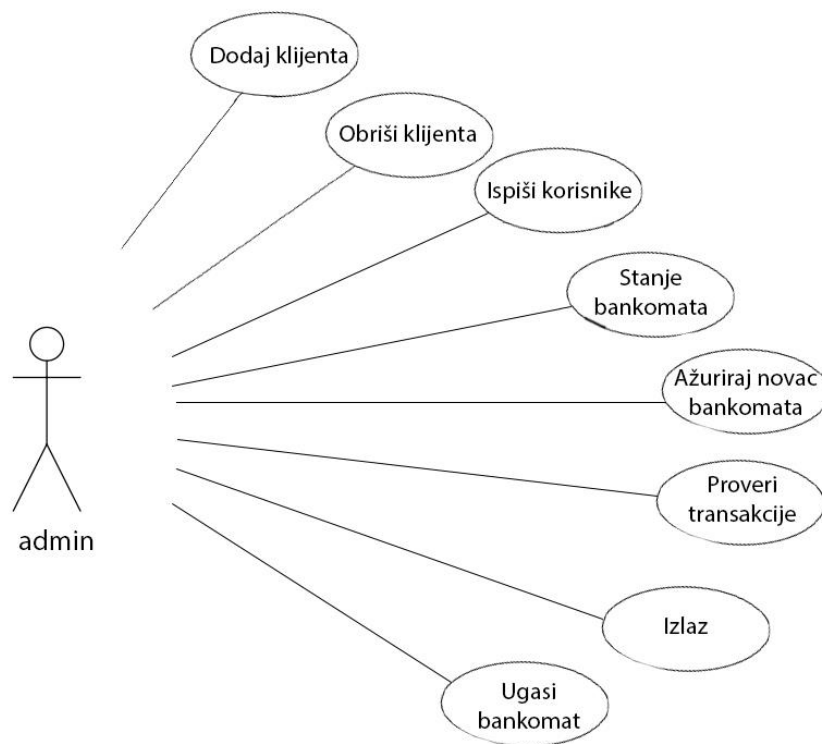 Dodaj klijenta
Obriši klijenta
Ispiši korisnike
Stanje
bankomata
Ažuriraj novac
bankomata
Proveri
transakcije
admin
Izlaz
Ugasi
bankomat